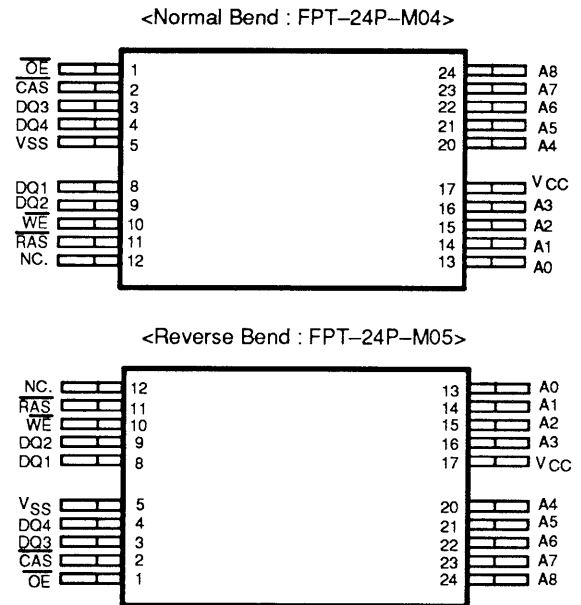 <Normal Bend : FPT-24P-M04>
OE 1 24 A8
CAS 2 23 A7
DQ3 3 22 A6
DQ4 4 21 A5
VSS 5 20 A4
DQ1 8 17 VCC
DQ2 9 16 A3
WE 10 15 A2
RAS 11 14 A1
NC. 12 13 A0
<Reverse Bend : FPT-24P-M05>
NC. 12 13 A0
RAS 11 14 A1
WE 10 15 A2
DQ2 9 16 A3
DQ1 8 17 VCC
VSS 5 20 A4
DQ4 4 21 A5
DQ3 3 22 A6
CAS 2 23 A7
OE 1 24 A8